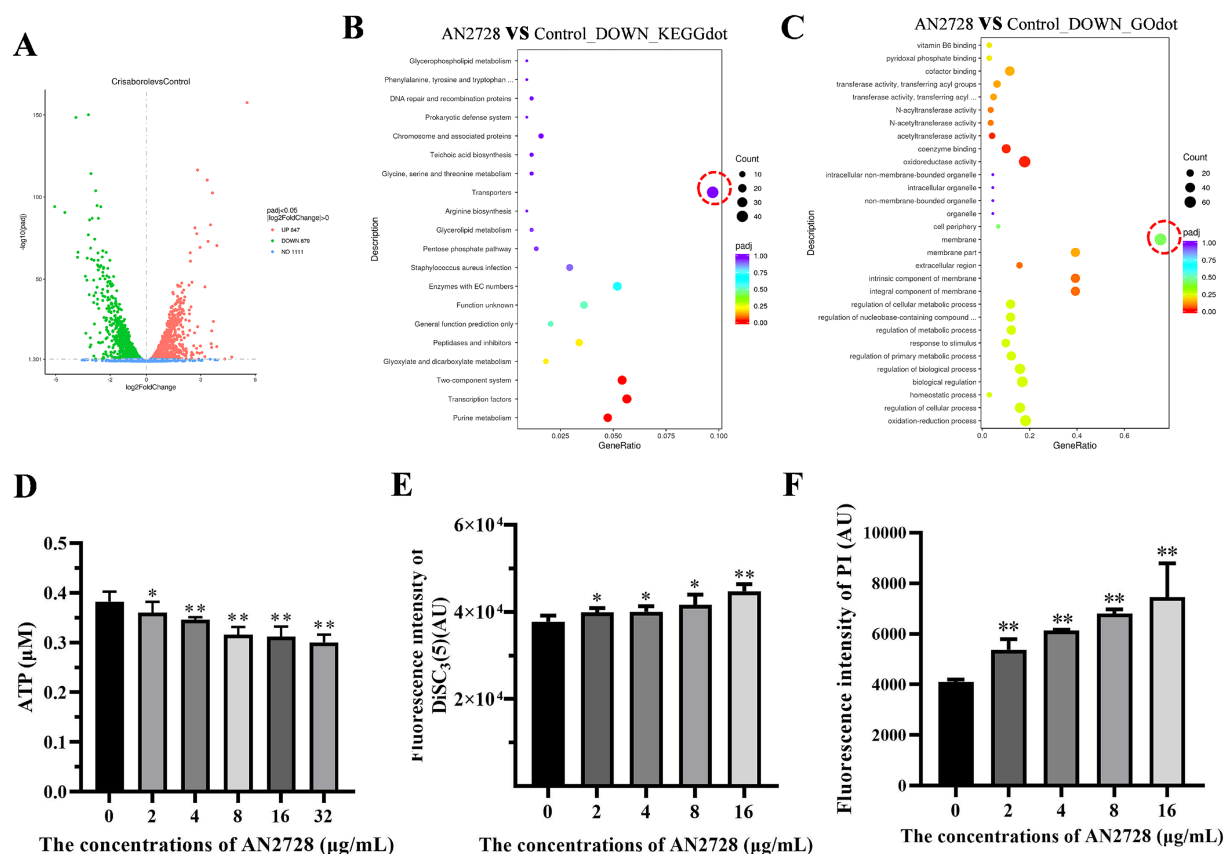 A
CrisaborolevsControl
-log10(padj)
150
100
50
1.301
-6
-3
0
3
6
log2FoldChange
padj<0.05
|log2FoldChange|>0
UP 847
DOWN 879
NO 1111
B
AN2728 VS Control_DOWN_KEGGdot
Description
Glycerophospholipid metabolism
Phenylalanine, tyrosine and tryptophan ...
DNA repair and recombination proteins
Prokaryotic defense system
Chromosome and associated proteins
Teichoic acid biosynthesis
Glycine, serine and threonine metabolism
Transporters
Arginine biosynthesis
Glycerolipid metabolism
Pentose phosphate pathway
Staphylococcus aureus infection
Enzymes with EC numbers
Function unknown
General function prediction only
Peptidases and inhibitors
Glyoxylate and dicarboxylate metabolism
Two-component system
Transcription factors
Purine metabolism
0.025
0.050
0.075
0.100
GeneRatio
Count
10
20
30
40
padj
1.00
0.75
0.50
0.25
0.00
C
AN2728 VS Control_DOWN_GOdot
Description
vitamin B6 binding
pyridoxal phosphate binding
cofactor binding
transferase activity, transferring acyl groups
transferase activity, transferring acyl ...
N-acyltransferase activity
N-acetyltransferase activity
acetyltransferase activity
coenzyme binding
oxidoreductase activity
intracellular non-membrane-bounded organelle
intracellular organelle
non-membrane-bounded organelle
organelle
cell periphery
membrane
membrane part
extracellular region
intrinsic component of membrane
integral component of membrane
regulation of cellular metabolic process
regulation of nucleobase-containing compound ...
regulation of metabolic process
response to stimulus
regulation of primary metabolic process
regulation of biological process
biological regulation
homeostatic process
regulation of cellular process
oxidation-reduction process
0.0
0.2
0.4
0.6
GeneRatio
Count
20
40
60
padj
1.00
0.75
0.50
0.25
0.00
D
ATP (μM)
0.5
0.4
0.3
0.2
0.1
0.0
*
**
**
**
**
0
2
4
8
16
32
The concentrations of AN2728 (μg/mL)
E
Fluorescence intensity of
DiSC3(5)(AU)
6×10⁴
4×10⁴
2×10⁴
*
*
*
**
0
2
4
8
16
The concentrations of AN2728 (μg/mL)
F
Fluorescence intensity of PI (AU)
10000
8000
6000
4000
2000
0
**
**
**
**
0
2
4
8
16
The concentrations of AN2728 (μg/mL)